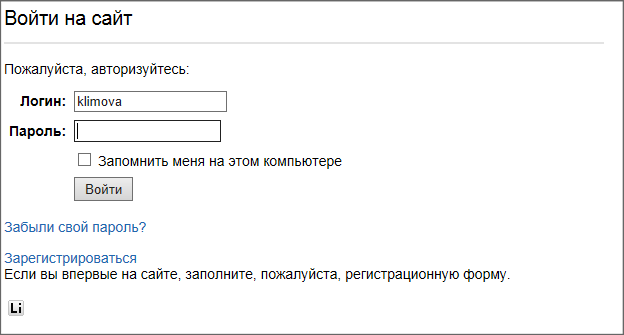 Войти на сайт
Пожалуйста, авторизуйтесь:
Логин: klimova
Пароль:
Запомнить меня на этом компьютере
Войти
Забыли свой пароль?
Зарегистрироваться
Если вы впервые на сайте, заполните, пожалуйста, регистрационную форму.
Li